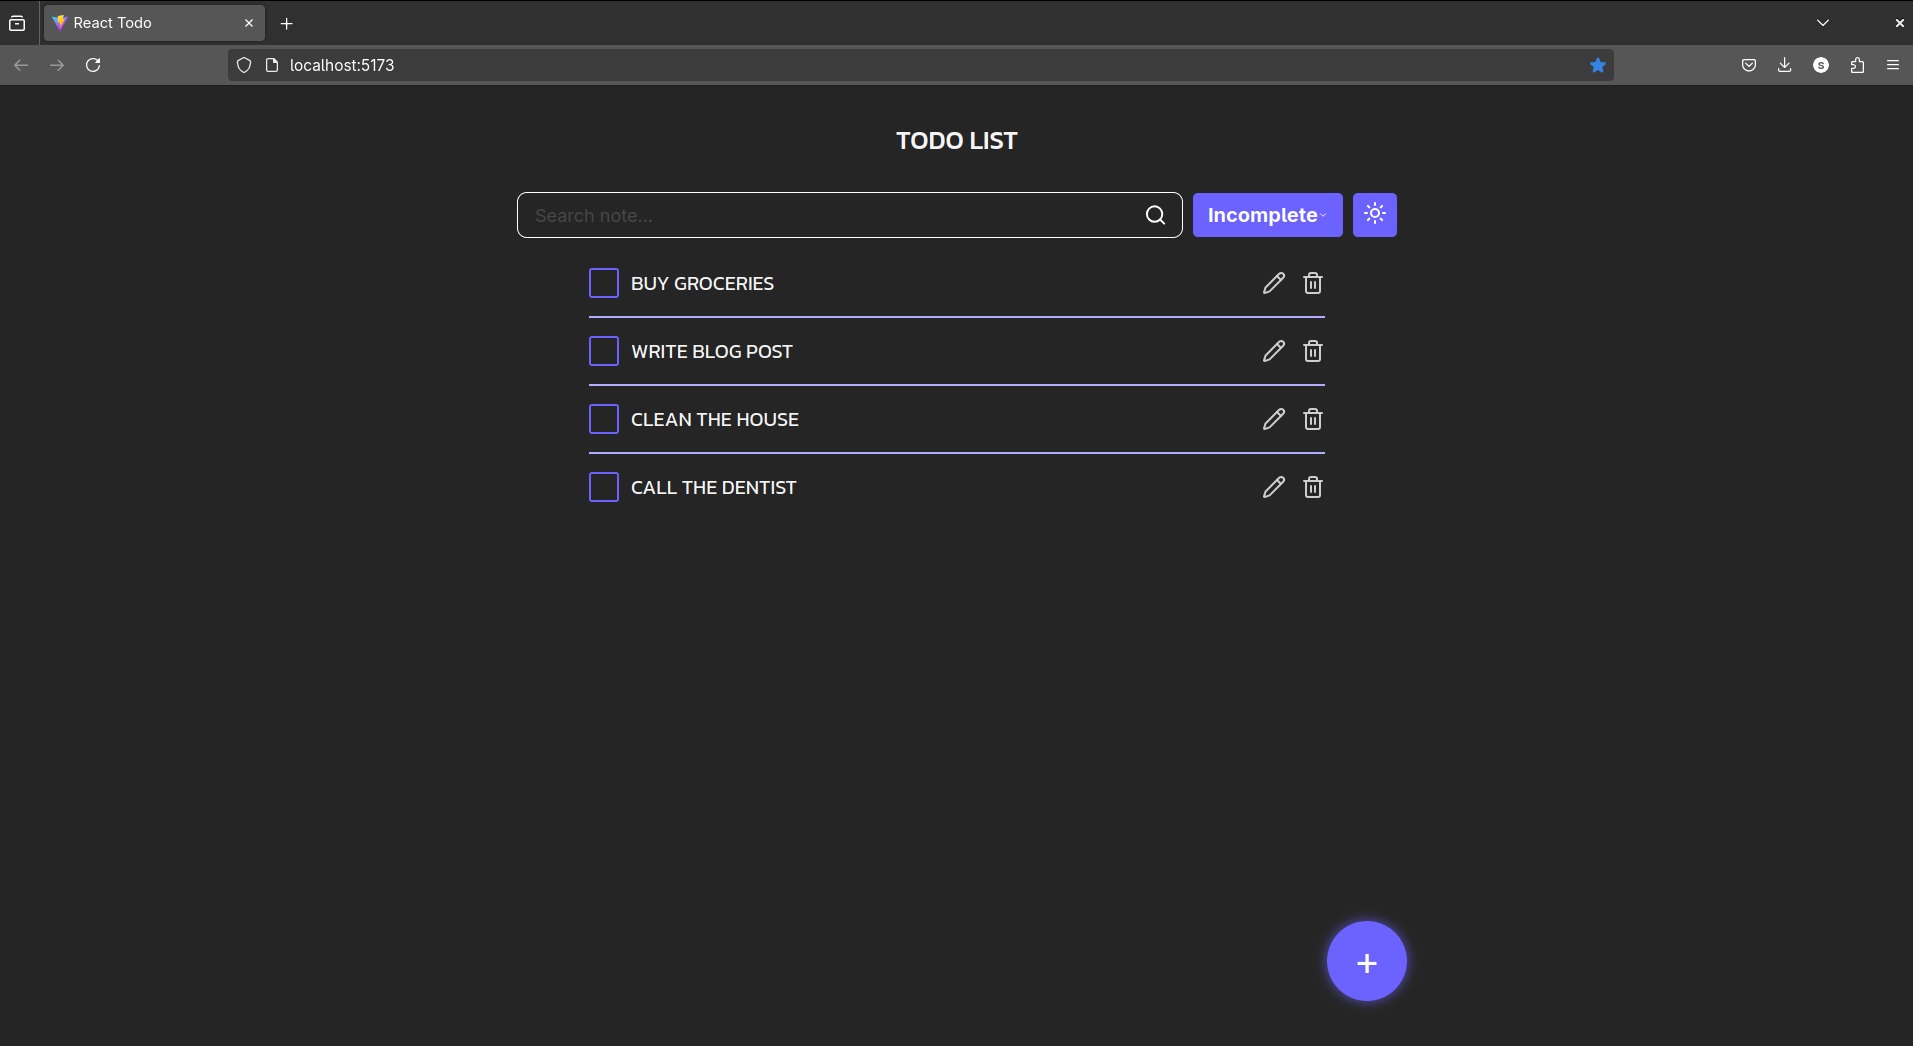 React Todo
localhost:5173
S
TODO LIST
Search note...
Incomplete
BUY GROCERIES
WRITE BLOG POST
CLEAN THE HOUSE
CALL THE DENTIST